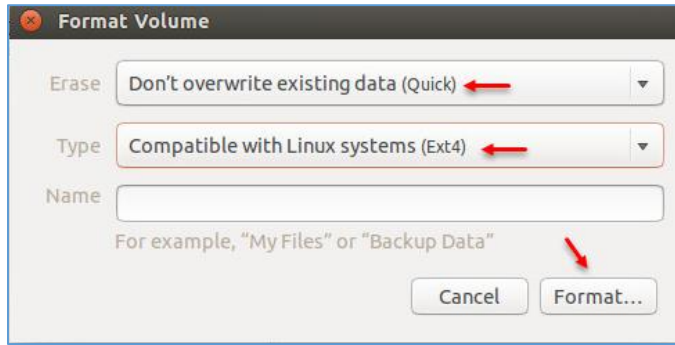 Format Volume
Erase Don't overwrite existing data (Quick)
Type Compatible with Linux systems (Ext4)
Name
For example, “My Files” or “Backup Data”
Cancel Format...